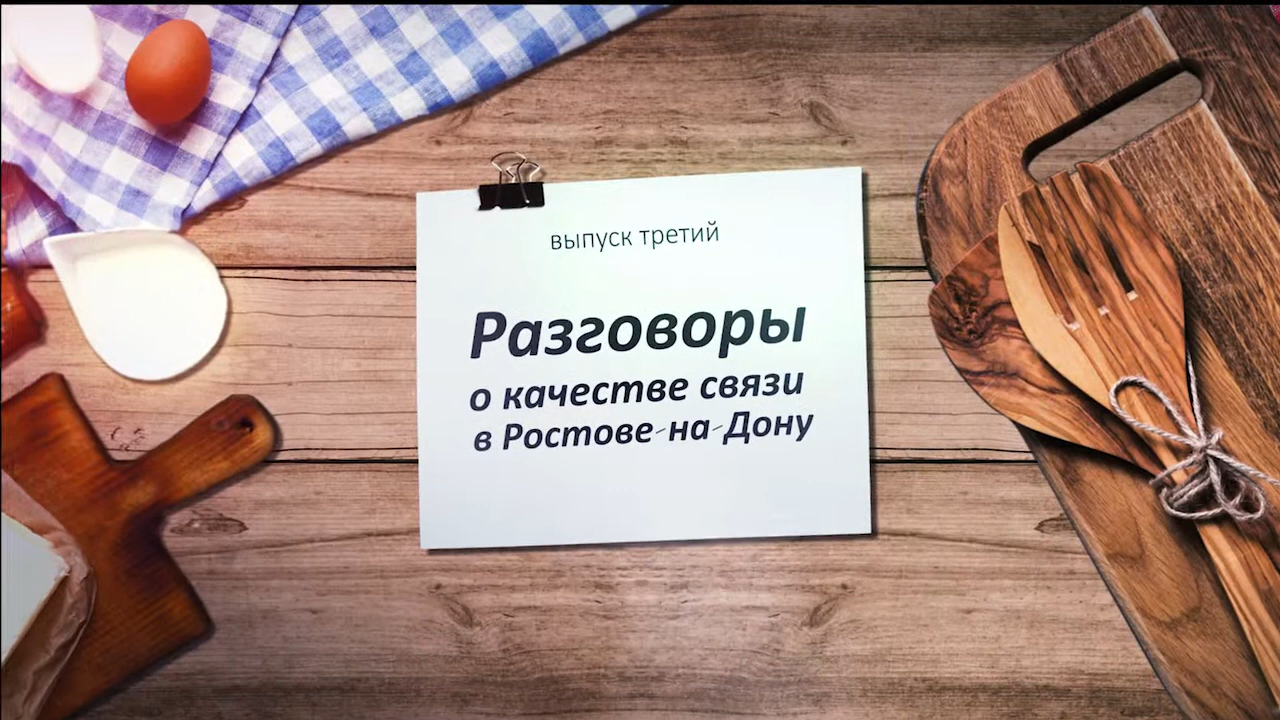 выпуск третий
Разговоры
о качестве связи
в Ростове-на-Дону